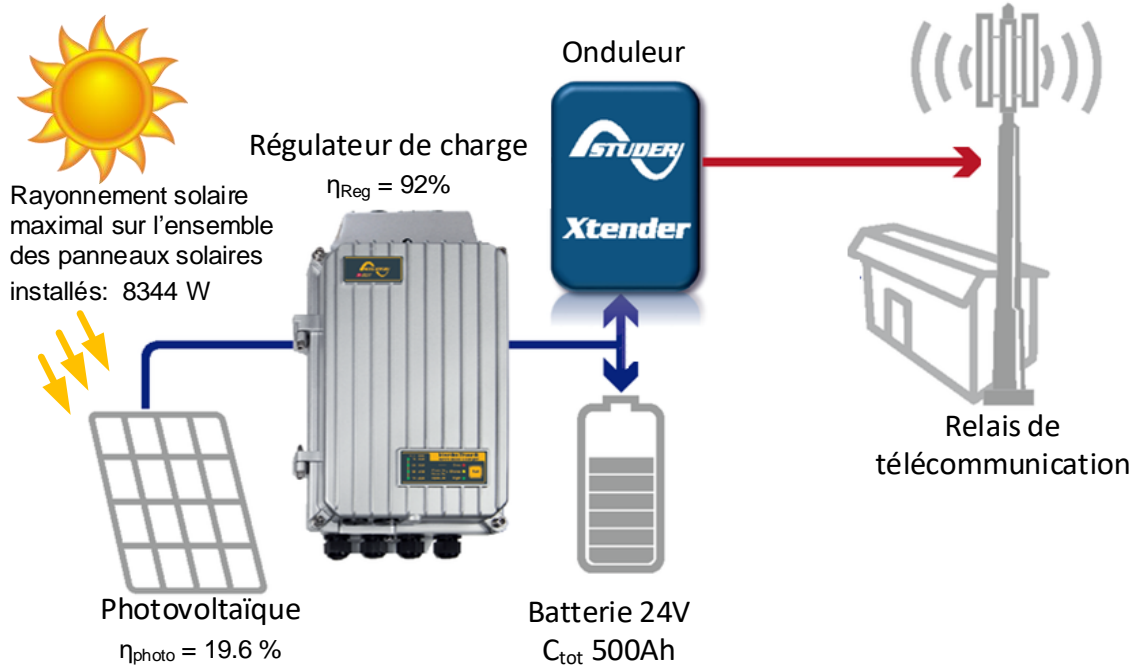 Onduleur
STUDER
Xtender
Régulateur de charge
ηReg = 92%
Rayonnement solaire
maximal sur l’ensemble
des panneaux solaires
installés: 8344 W
Relais de
télécommunication
Photovoltaïque
ηphoto = 19.6 %
Batterie 24V
Ctot 500Ah